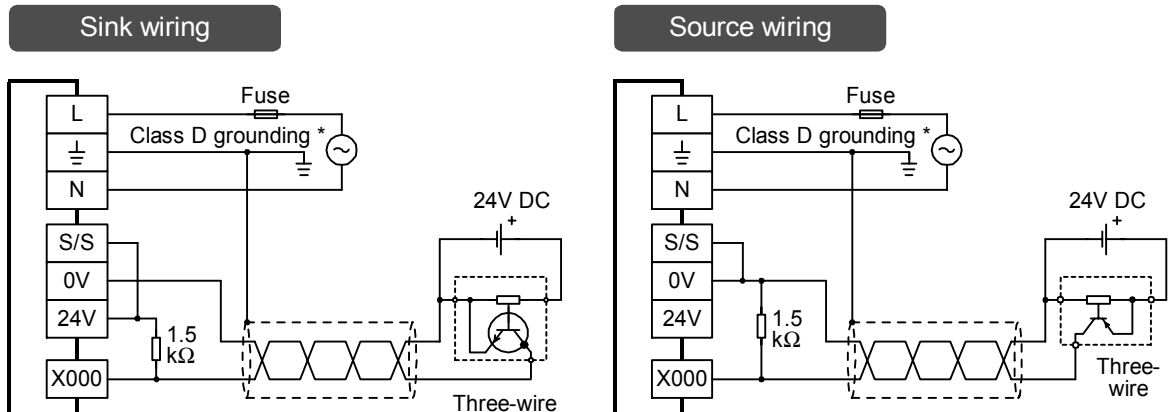 Sink wiring
L
Fuse
Class D grounding *
N
24V DC
+
S/S
0V
24V
1.5
kΩ
X000
Three-wire
Source wiring
L
Fuse
Class D grounding *
N
24V DC
+
S/S
0V
24V
1.5
kΩ
X000
Three-
wire